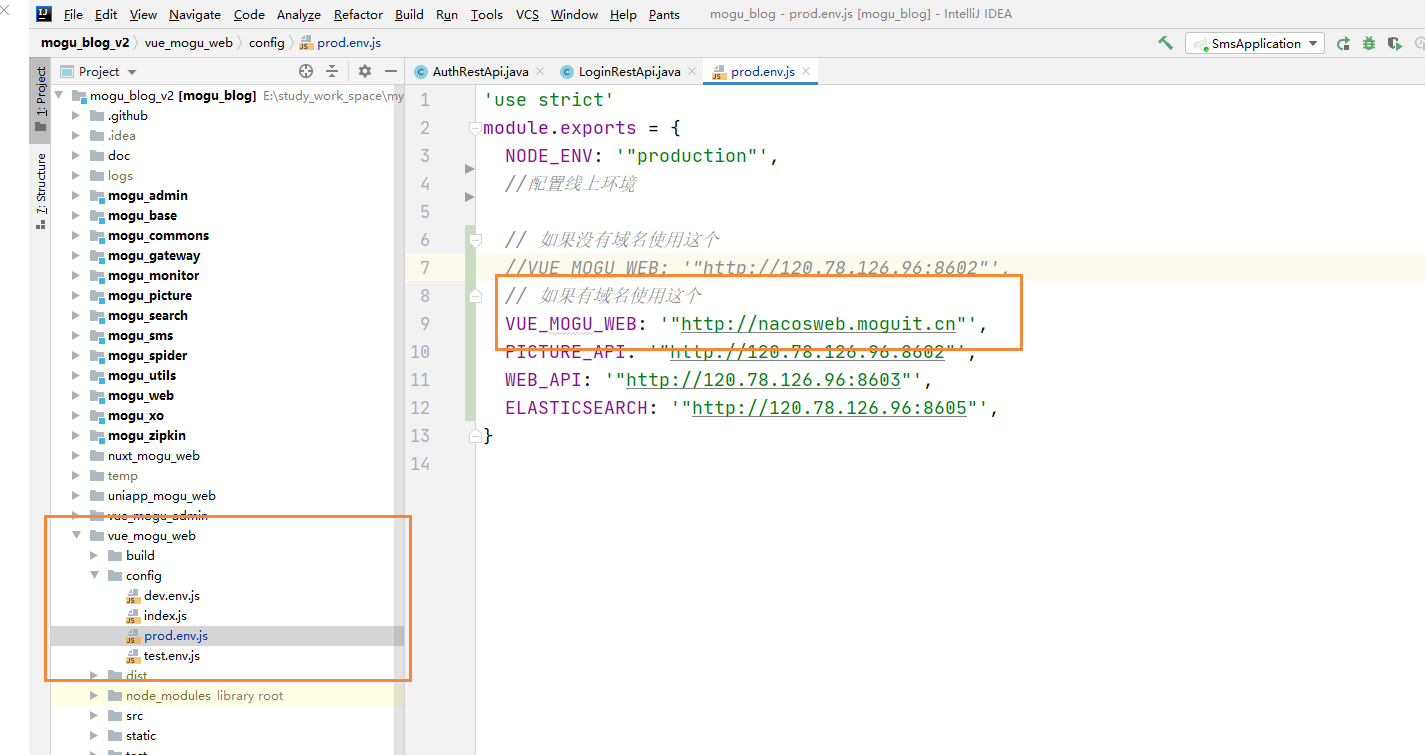 File Edit View Navigate Code Analyze Refactor Build Run Tools VCS Window Help Pants mogu_blog - prod.env.js [mogu_blog] - IntelliJ IDEA
mogu_blog_v2 vue_mogu_web config prod.env.js SmsApplication
1: Project
7: Structure
Project
mogu_blog_v2 [mogu_blog] E:\study_work_space\my
.github
.idea
doc
logs
mogu_admin
mogu_base
mogu_commons
mogu_gateway
mogu_monitor
mogu_picture
mogu_search
mogu_sms
mogu_spider
mogu_utils
mogu_web
mogu_xo
mogu_zipkin
nuxt_mogu_web
temp
uniapp_mogu_web
vue_mogu_admin
vue_mogu_web
build
config
dev.env.js
index.js
prod.env.js
test.env.js
dist
node_modules library root
src
static
test
AuthRestApi.java LoginRestApi.java prod.env.js
1 'use strict'
2 module.exports = {
3 NODE_ENV: '"production"',
4 //配置线上环境
5
6 // 如果没有域名使用这个
7 //VUE_MOGU_WEB: '"http://120.78.126.96:8602"',
8 // 如果有域名使用这个
9 VUE_MOGU_WEB: '"http://nacosweb.moguit.cn"',
10 PICTURE_API: '"http://120.78.126.96:8602"',
11 WEB_API: '"http://120.78.126.96:8603"',
12 ELASTICSEARCH: '"http://120.78.126.96:8605"',
13 }
14